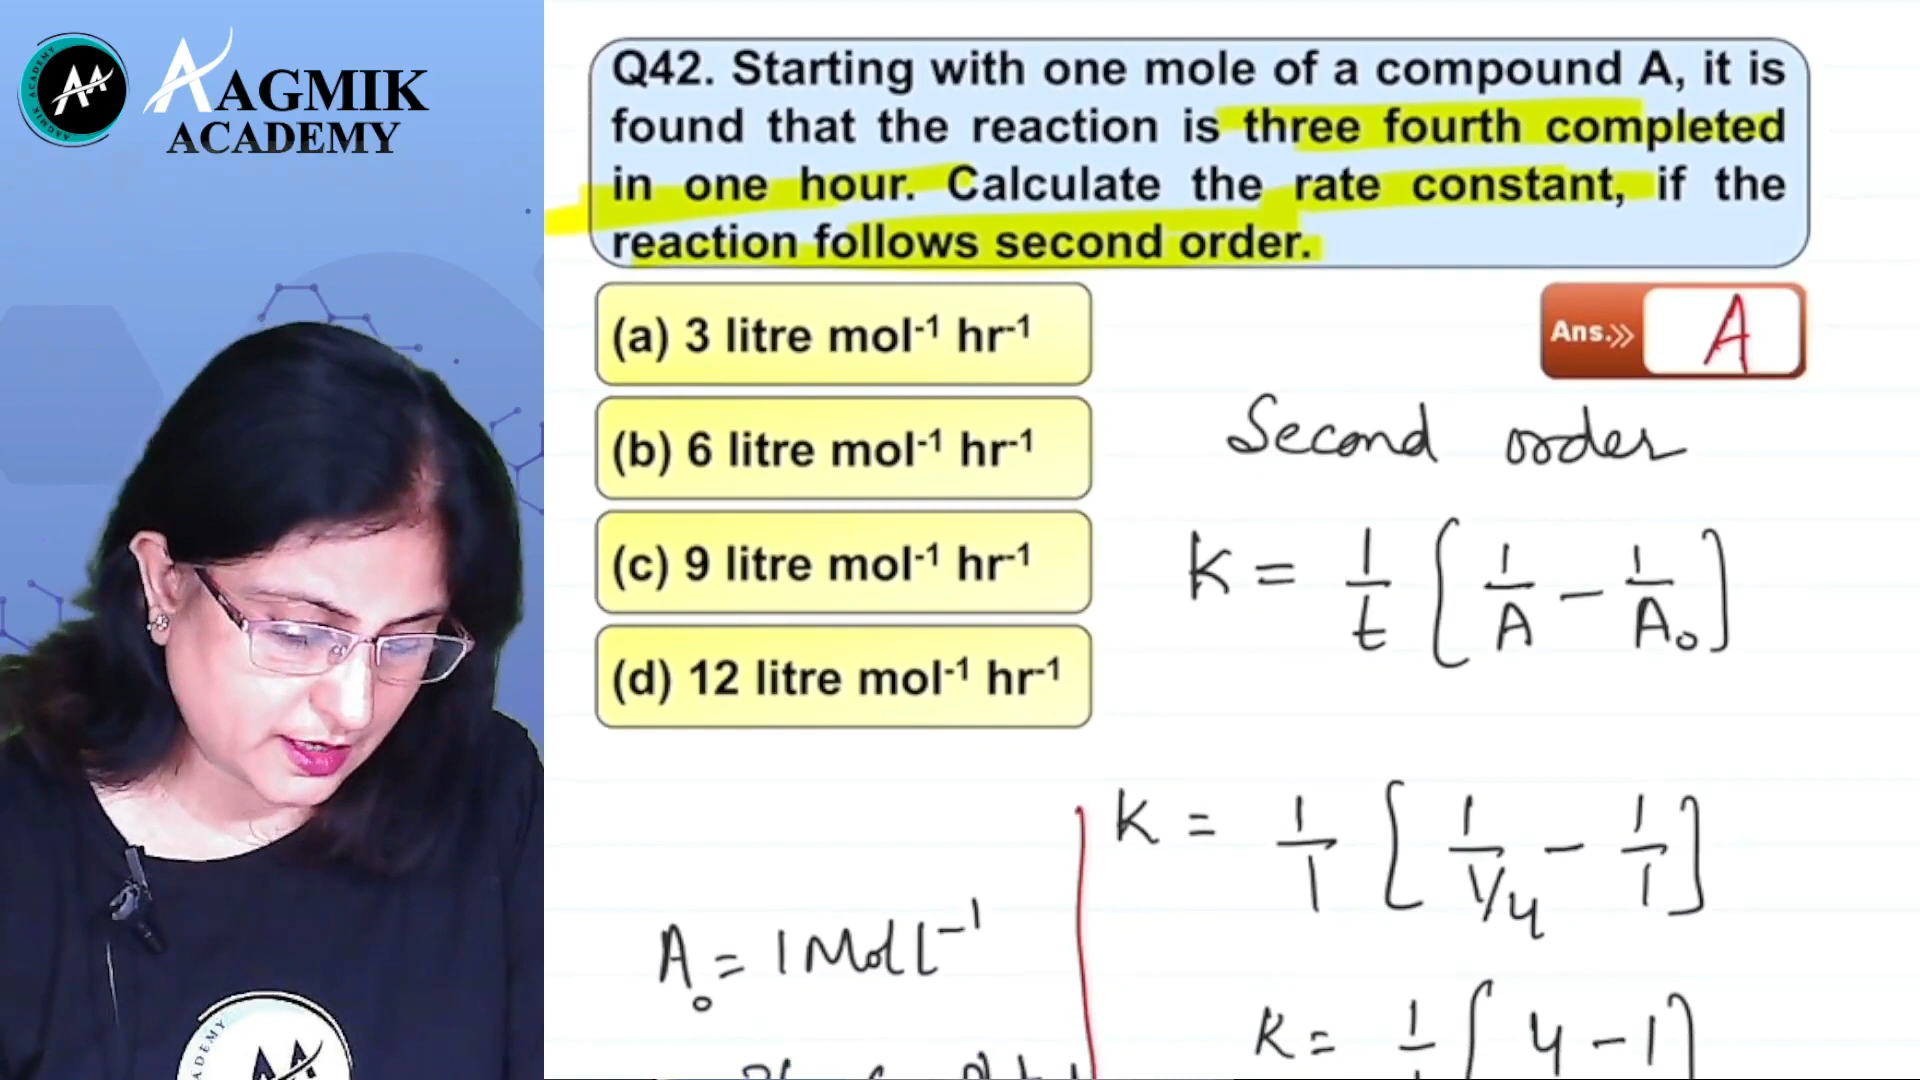 AAGMIK
ACADEMY
Q42. Starting with one mole of a compound A, it is
found that the reaction is three fourth completed
in one hour. Calculate the rate constant, if the
reaction follows second order.
(a) 3 litre mol⁻¹ hr⁻¹
(b) 6 litre mol⁻¹ hr⁻¹
(c) 9 litre mol⁻¹ hr⁻¹
(d) 12 litre mol⁻¹ hr⁻¹
Ans.>> A
Second order
K = 1/t [1/A - 1/A₀]
K = 1/1 [1/(1/4) - 1/1]
A₀ = 1 Mol L⁻¹
K = 1/1 [4 - 1]